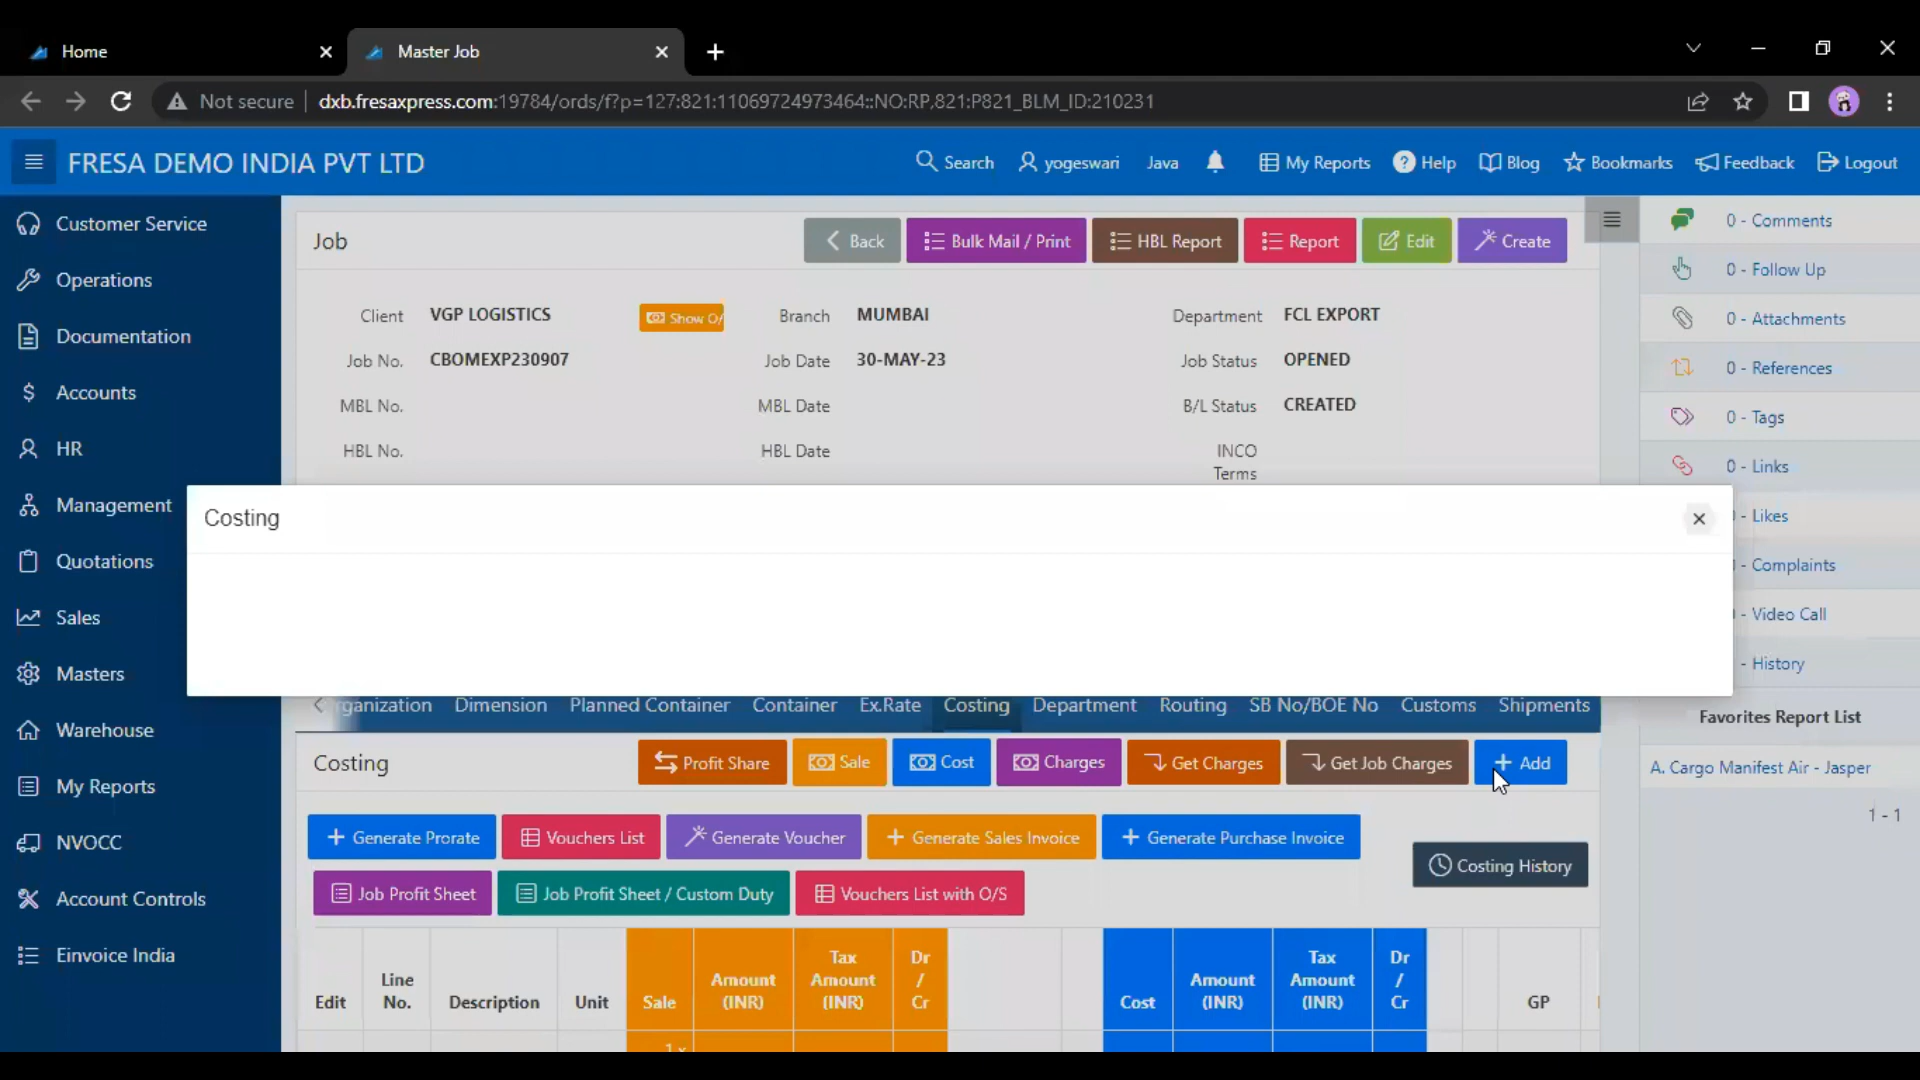 Home
Master Job
Not secure
dxb.fresaxpress.com:19784/ords/f?p=127:821:11069724973464::NO:RP,821:P821_BLM_ID:210231
FRESA DEMO INDIA PVT LTD
Search
yogeswari
Java
My Reports
Help
Blog
Bookmarks
Feedback
Logout
Customer Service
Operations
Documentation
Accounts
HR
Management
Quotations
Sales
Masters
Warehouse
My Reports
NVOCC
Account Controls
Einvoice India
Job
Back
Bulk Mail / Print
HBL Report
Report
Edit
Create
Client VGP LOGISTICS
Show O/
Branch MUMBAI
Department FCL EXPORT
Job No. CBOMEXP230907
Job Date 30-MAY-23
Job Status OPENED
MBL No.
MBL Date
B/L Status CREATED
HBL No.
HBL Date
INCO
Terms
Costing
rganization
Dimension
Planned Container
Container
Ex.Rate
Costing
Department
Routing
SB No/BOE No
Customs
Shipments
Costing
Profit Share
Sale
Cost
Charges
Get Charges
Get Job Charges
Add
Generate Prorate
Vouchers List
Generate Voucher
Generate Sales Invoice
Generate Purchase Invoice
Costing History
Job Profit Sheet
Job Profit Sheet / Custom Duty
Vouchers List with O/S
Edit
Line
No.
Description
Unit
Sale
Amount
(INR)
Tax
Amount
(INR)
Dr
/
Cr
Cost
Amount
(INR)
Tax
Amount
(INR)
Dr
/
Cr
GP
0 - Comments
0 - Follow Up
0 - Attachments
0 - References
0 - Tags
0 - Links
- Likes
- Complaints
- Video Call
- History
Favorites Report List
A. Cargo Manifest Air - Jasper
1 - 1